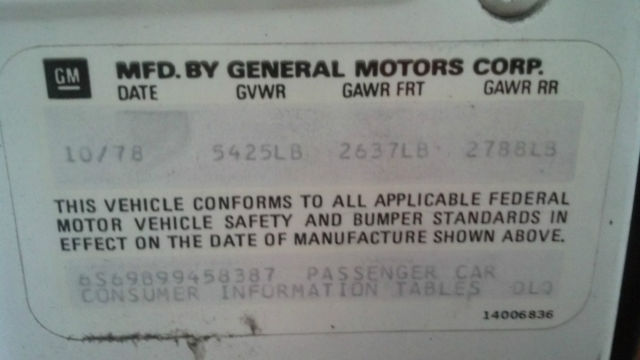 GM MFD. BY GENERAL MOTORS CORP.
DATE GVWR GAWR FRT GAWR RR
10/78 5425LB 2637LB 2788LB
THIS VEHICLE CONFORMS TO ALL APPLICABLE FEDERAL
MOTOR VEHICLE SAFETY AND BUMPER STANDARDS IN
EFFECT ON THE DATE OF MANUFACTURE SHOWN ABOVE.
6S69B99458387 PASSENGER CAR
CONSUMER INFORMATION TABLES
14006836